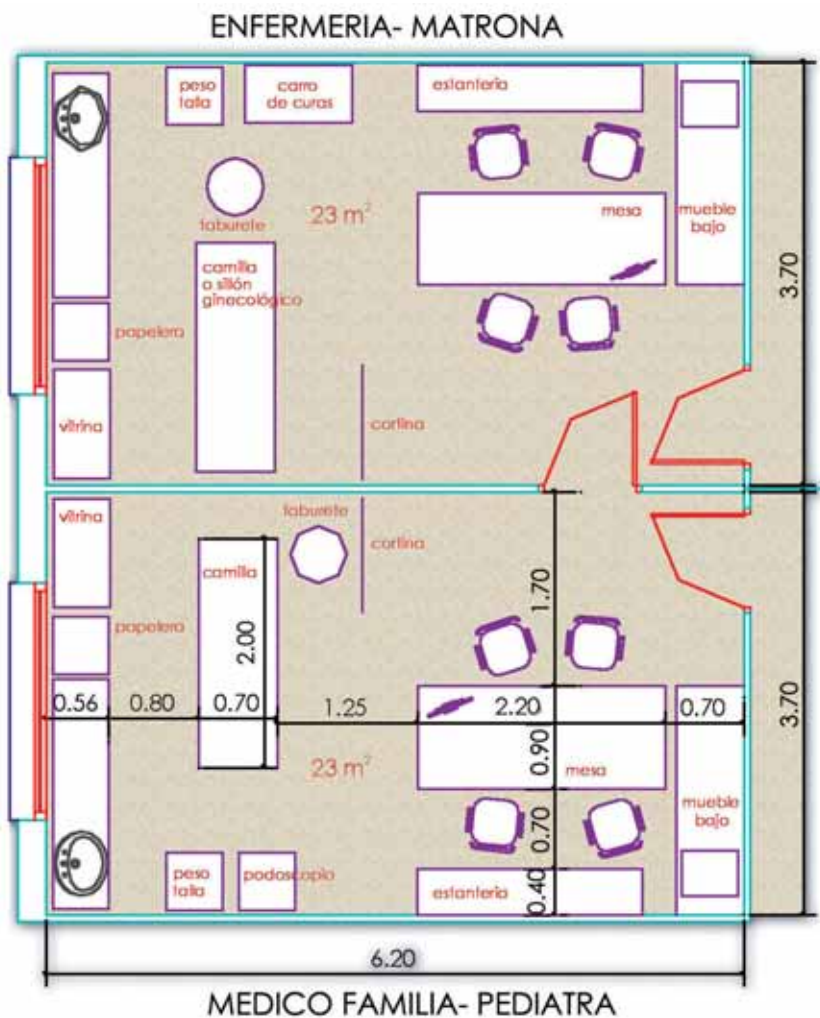 ENFERMERIA- MATRONA
peso
talla
carro
de curas
estantería
taburete
23 m²
mesa
mueble
bajo
camilla
o sillón
ginecológico
3.70
papelera
vitrina
cortina
vitrina
taburete
cortina
camilla
papelera
1.70
2.00
0.56
0.80
0.70
1.25
2.20
0.70
3.70
0.90
23 m²
mesa
mueble
bajo
0.70
peso
talla
podoscopio
estantería
0.40
6.20
MEDICO FAMILIA- PEDIATRA